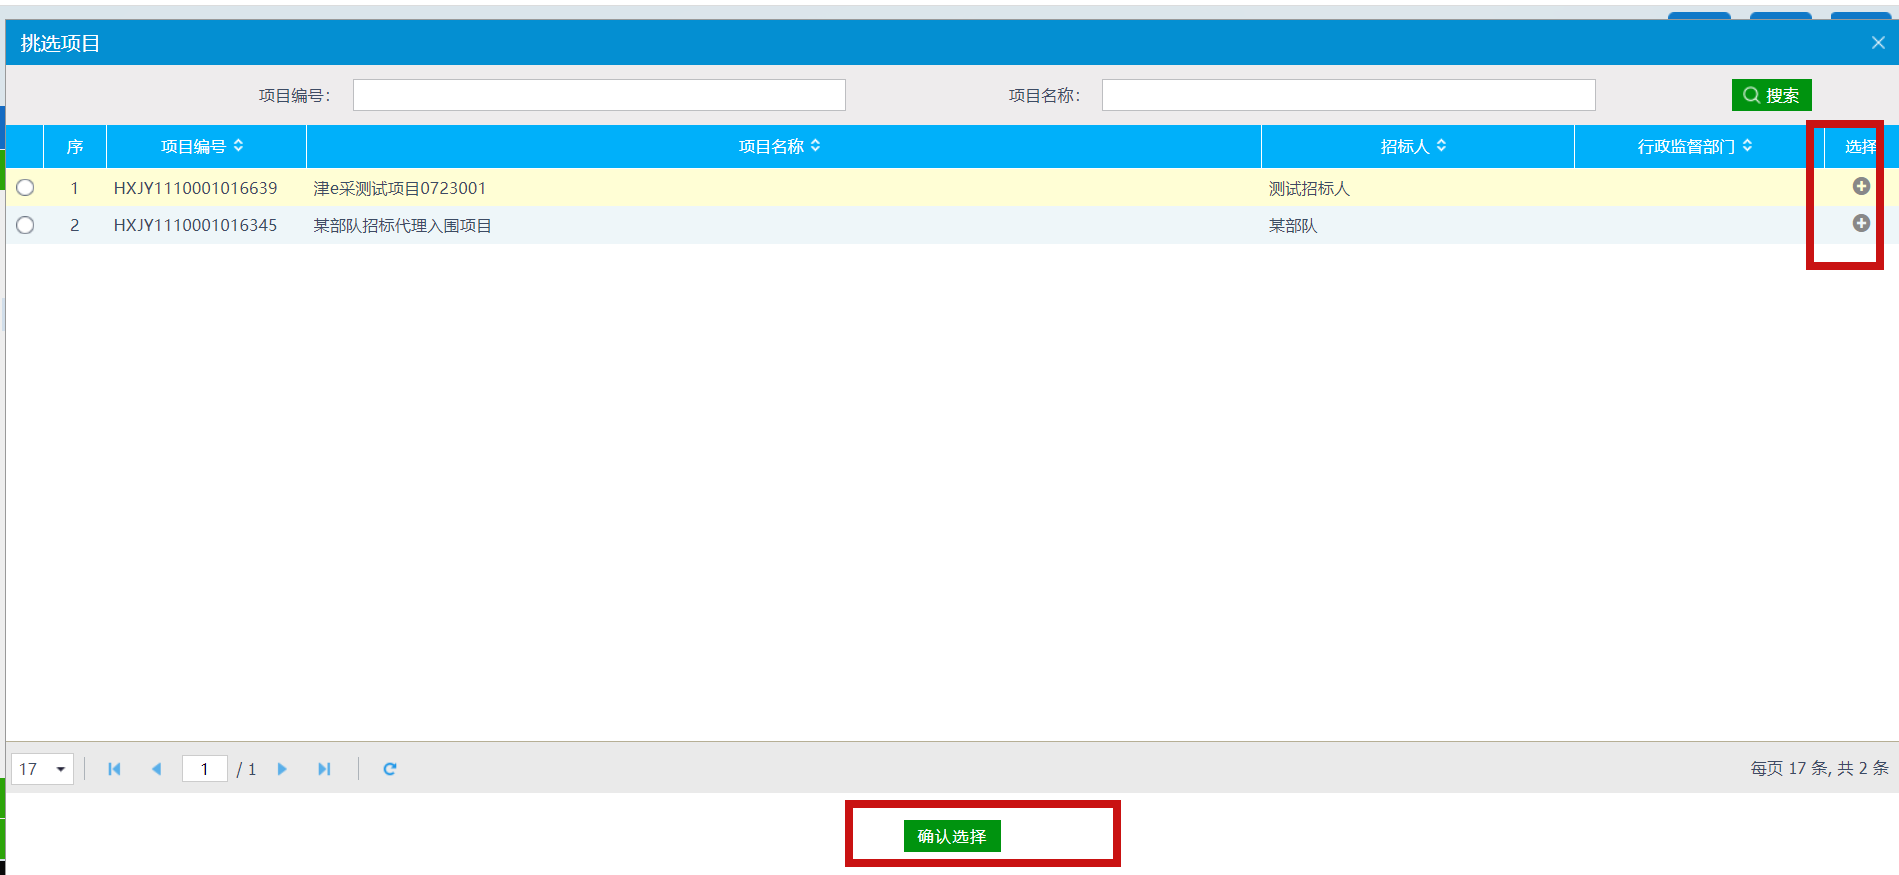 挑选项目
项目编号： 项目名称： 搜索
序 项目编号 项目名称 招标人 行政监督部门 选择
1 HXJY1110001016639 津e采测试项目0723001 测试招标人
2 HXJY1110001016345 某部队招标代理入围项目 某部队
17 1 / 1 每页 17 条, 共 2 条
确认选择